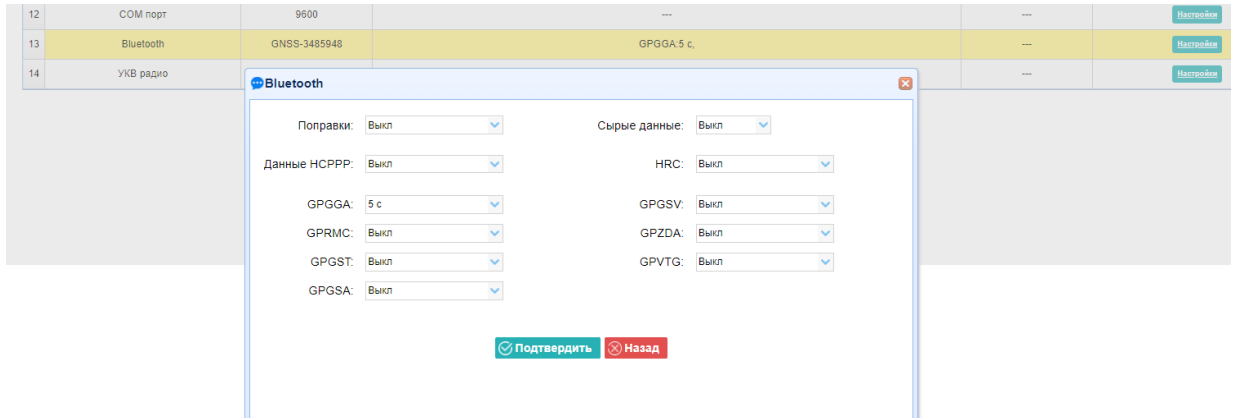 12 COM порт 9600 --- --- Настройки
13 Bluetooth GNSS-3485948 GPGGA:5 с, --- Настройки
14 УКВ радио --- Настройки
Bluetooth
Поправки: Выкл Сырые данные: Выкл
Данные HCPPP: Выкл HRC: Выкл
GPGGA: 5 с GPGSV: Выкл
GPRMC: Выкл GPZDA: Выкл
GPGST: Выкл GPVTG: Выкл
GPGSA: Выкл
Подтвердить Назад